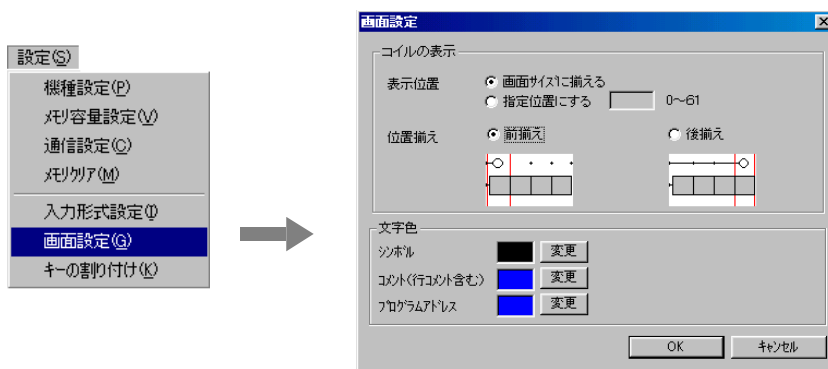 設定(S)
機種設定(P)
ﾒﾓﾘ容量設定(V)
通信設定(C)
ﾒﾓﾘｸﾘｱ(M)
入力形式設定(I)
画面設定(G)
キーの割り付け(K)
画面設定
コイルの表示
表示位置
画面ｻｲｽﾞに揃える
指定位置にする 0～61
位置揃え
前揃え
後揃え
文字色
ｼﾝﾎﾞﾙ 変更
ｺﾒﾝﾄ(行ｺﾒﾝﾄ含む) 変更
ﾌﾟﾛｸﾞﾗﾑｱﾄﾞﾚｽ 変更
OK ｷｬﾝｾﾙ